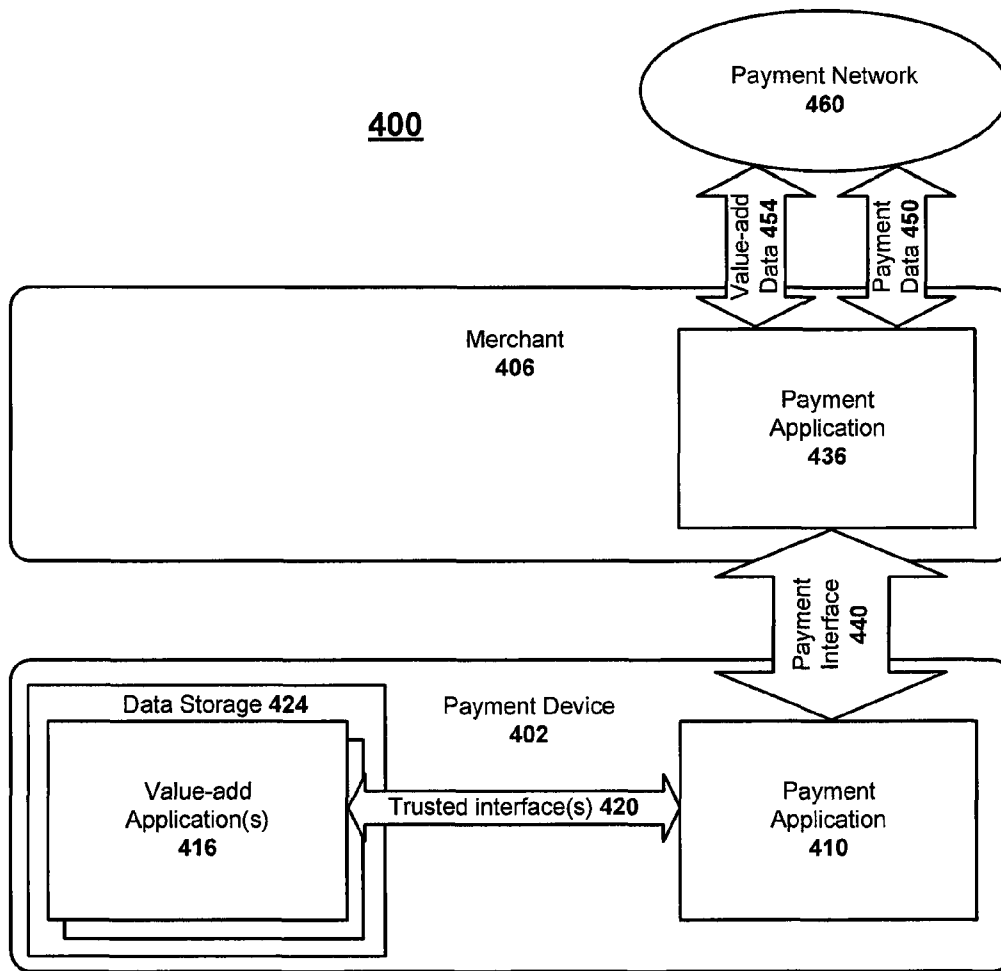 Payment Network
460
400
Value-add
Data 454
Payment
Data 450
Merchant
406
Payment
Application
436
Payment
Interface
440
Data Storage 424
Payment Device
402
Value-add
Application(s)
416
Trusted interface(s) 420
Payment
Application
410